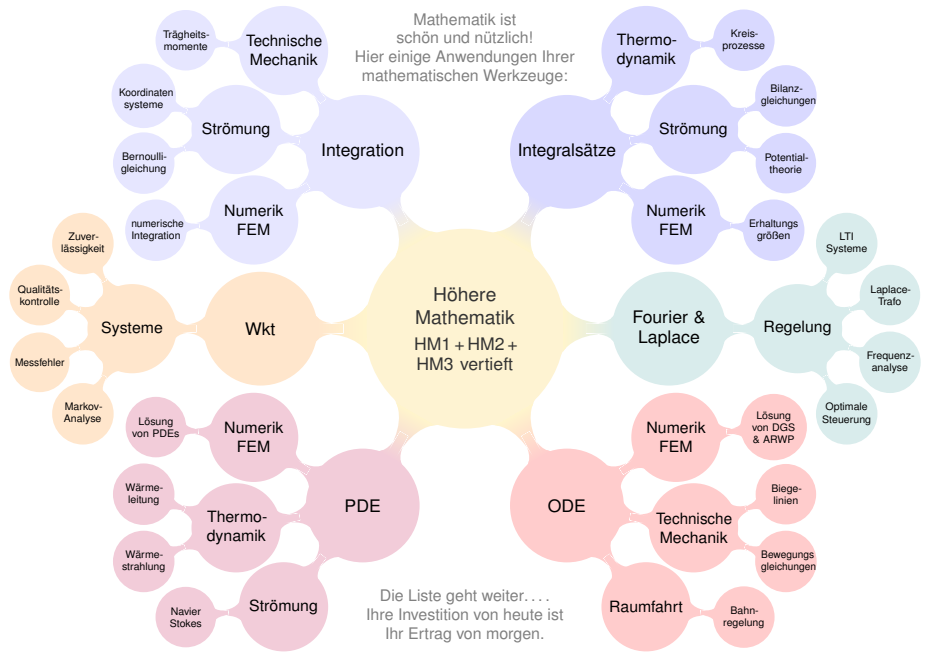 Mathematik ist
schön und nützlich!
Hier einige Anwendungen Ihrer
mathematischen Werkzeuge:
Höhere
Mathematik
HM1 + HM2 +
HM3 vertieft
Integration
Technische
Mechanik
Trägheits-
momente
Strömung
Koordinaten
systeme
Bernoulli-
gleichung
Numerik
FEM
numerische
Integration
Integralsätze
Thermo-
dynamik
Kreis-
prozesse
Strömung
Bilanz-
gleichungen
Potential-
theorie
Numerik
FEM
Erhaltungs
größen
Wkt
Systeme
Zuver-
lässigkeit
Qualitäts-
kontrolle
Messfehler
Markov-
Analyse
Fourier &
Laplace
Regelung
LTI
Systeme
Laplace-
Trafo
Frequenz-
analyse
Optimale
Steuerung
PDE
Numerik
FEM
Lösung
von PDEs
Thermo-
dynamik
Wärme-
leitung
Wärme-
strahlung
Strömung
Navier
Stokes
ODE
Numerik
FEM
Lösung
von DGS
& ARWP
Technische
Mechanik
Biege-
linien
Bewegungs
gleichungen
Raumfahrt
Bahn-
regelung
Die Liste geht weiter....
Ihre Investition von heute ist
Ihr Ertrag von morgen.